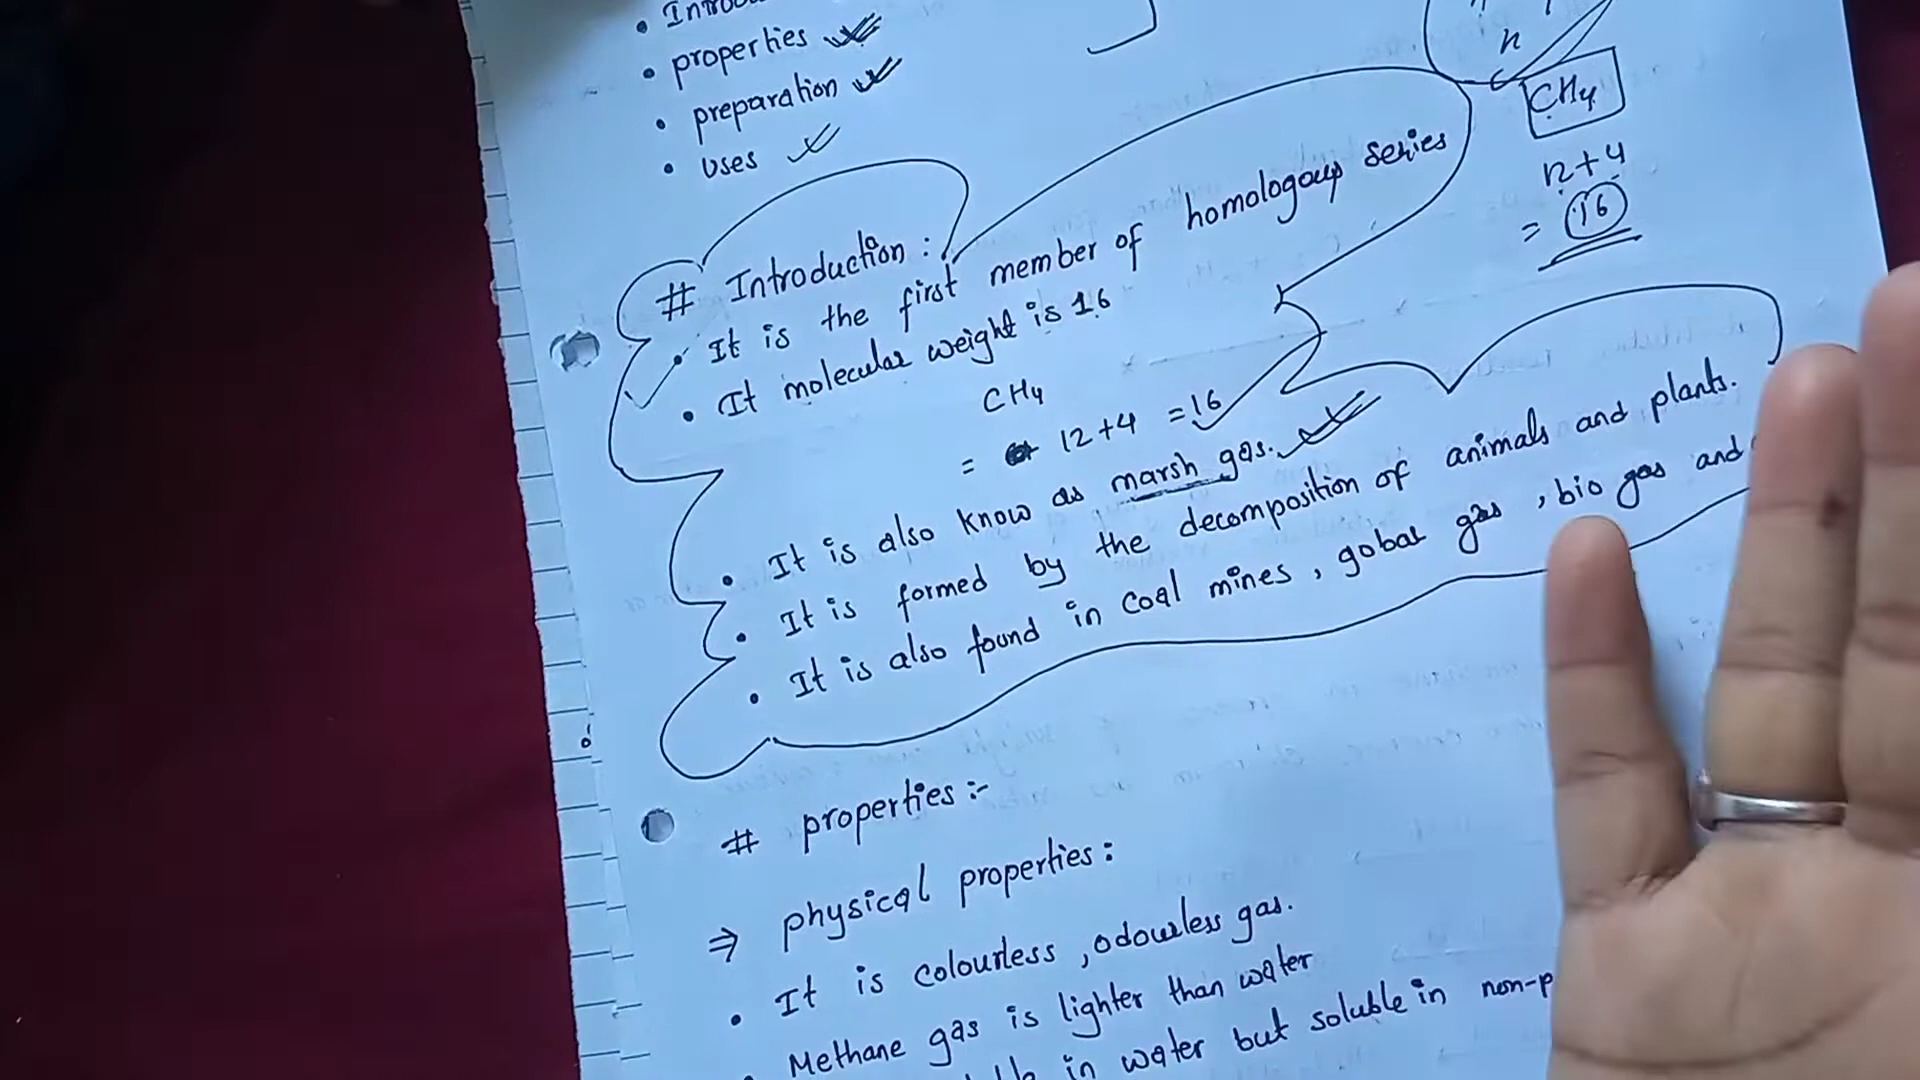 • properties
• preparation
• uses
n
CH4
12+4
= 16
# Introduction :
• It is the first member of homologous series
• It molecular weight is 16
CH4
= 12+4 =16
• It is also know as marsh gas.
• It is formed by the decomposition of animals and plants.
• It is also found in coal mines, gobar gas, bio gas and
# properties :-
⇒ physical properties :
• It is colourless, odourless gas.
• Methane gas is lighter than water
in water but soluble in non-p